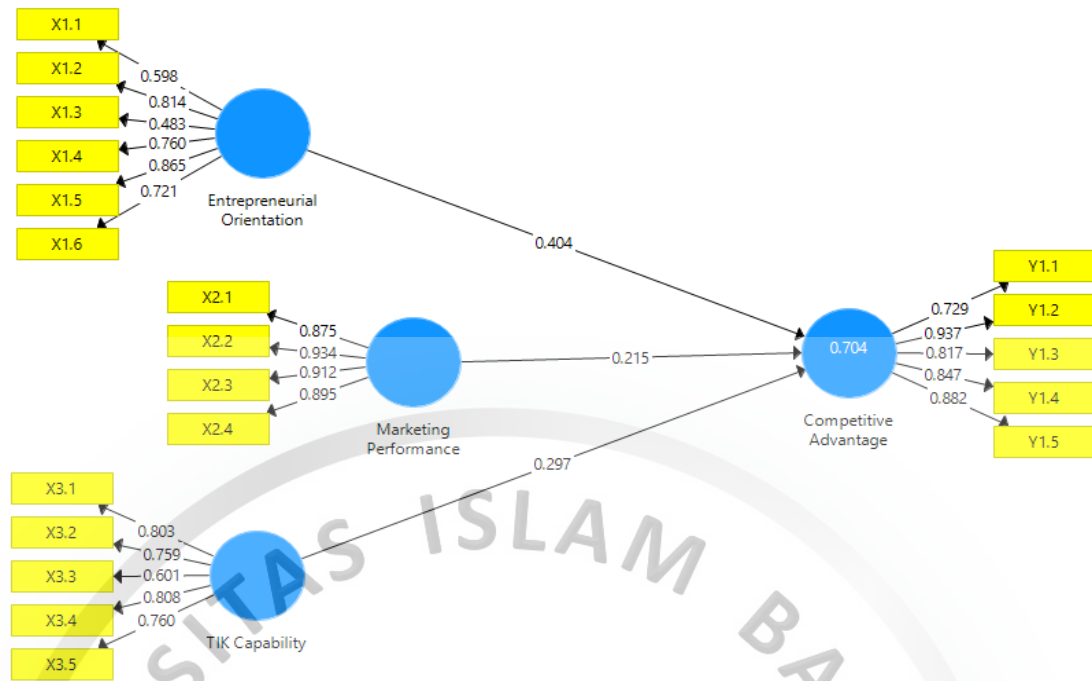 X1.1
X1.2
X1.3
X1.4
X1.5
X1.6
0.598
0.814
0.483
0.760
0.865
0.721
Entrepreneurial
Orientation
0.404
X2.1
X2.2
X2.3
X2.4
0.875
0.934
0.912
0.895
Marketing
Performance
0.215
X3.1
X3.2
X3.3
X3.4
X3.5
0.803
0.759
0.601
0.808
0.760
TIK Capability
0.297
0.704
Competitive
Advantage
0.729
0.937
0.817
0.847
0.882
Y1.1
Y1.2
Y1.3
Y1.4
Y1.5
SITAS ISLAM BA